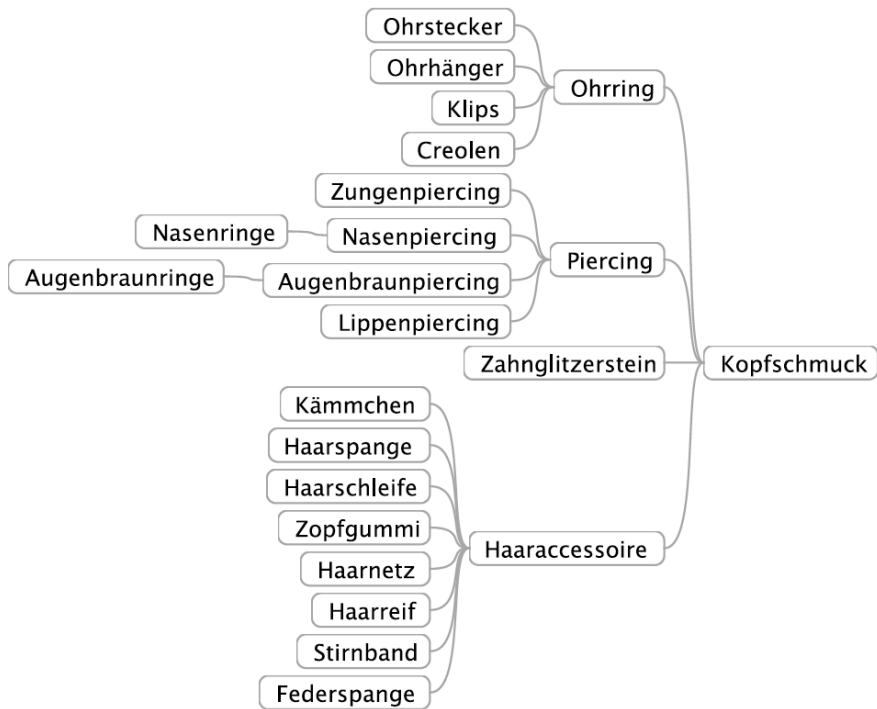 Ohrstecker
Ohrhänger
Klips
Creolen
Ohrring
Zungenpiercing
Nasenringe
Nasenpiercing
Augenbraunringe
Augenbraunpiercing
Lippenpiercing
Piercing
Zahnglitzerstein
Kopfschmuck
Kämmchen
Haarspange
Haarschleife
Zopfgummi
Haarnetz
Haarreif
Stirnband
Federspange
Haaraccessoire